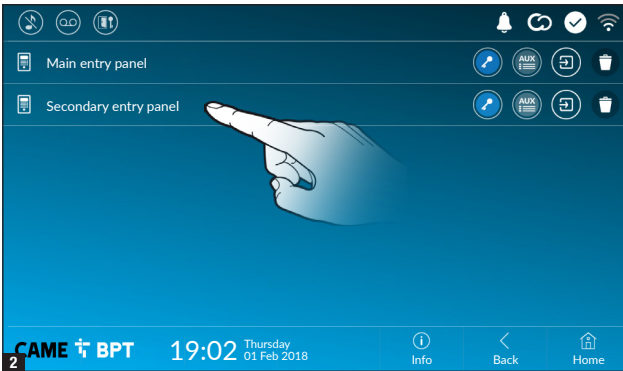 Main entry panel
AUX
Secondary entry panel
AUX
2
CAME BPT
19:02
Thursday
01 Feb 2018
Info
Back
Home